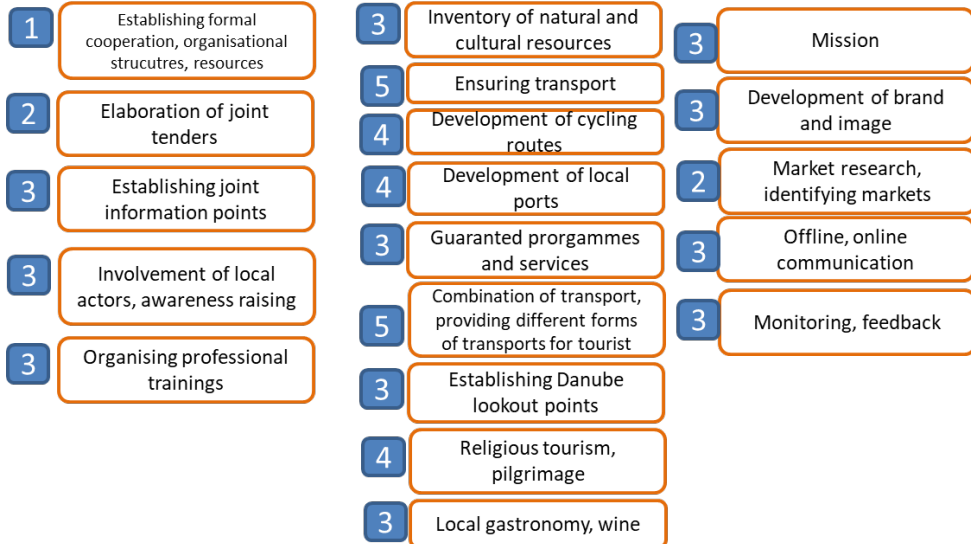 1
Establishing formal
cooperation, organisational
strucutres, resources
2
Elaboration of joint
tenders
3
Establishing joint
information points
3
Involvement of local
actors, awareness raising
3
Organising professional
trainings
3
Inventory of natural and
cultural resources
5
Ensuring transport
4
Development of cycling
routes
4
Development of local
ports
3
Guaranted prorgammes
and services
5
Combination of transport,
providing different forms
of transports for tourist
3
Establishing Danube
lookout points
4
Religious tourism,
pilgrimage
3
Local gastronomy, wine
3
Mission
3
Development of brand
and image
2
Market research,
identifying markets
3
Offline, online
communication
3
Monitoring, feedback